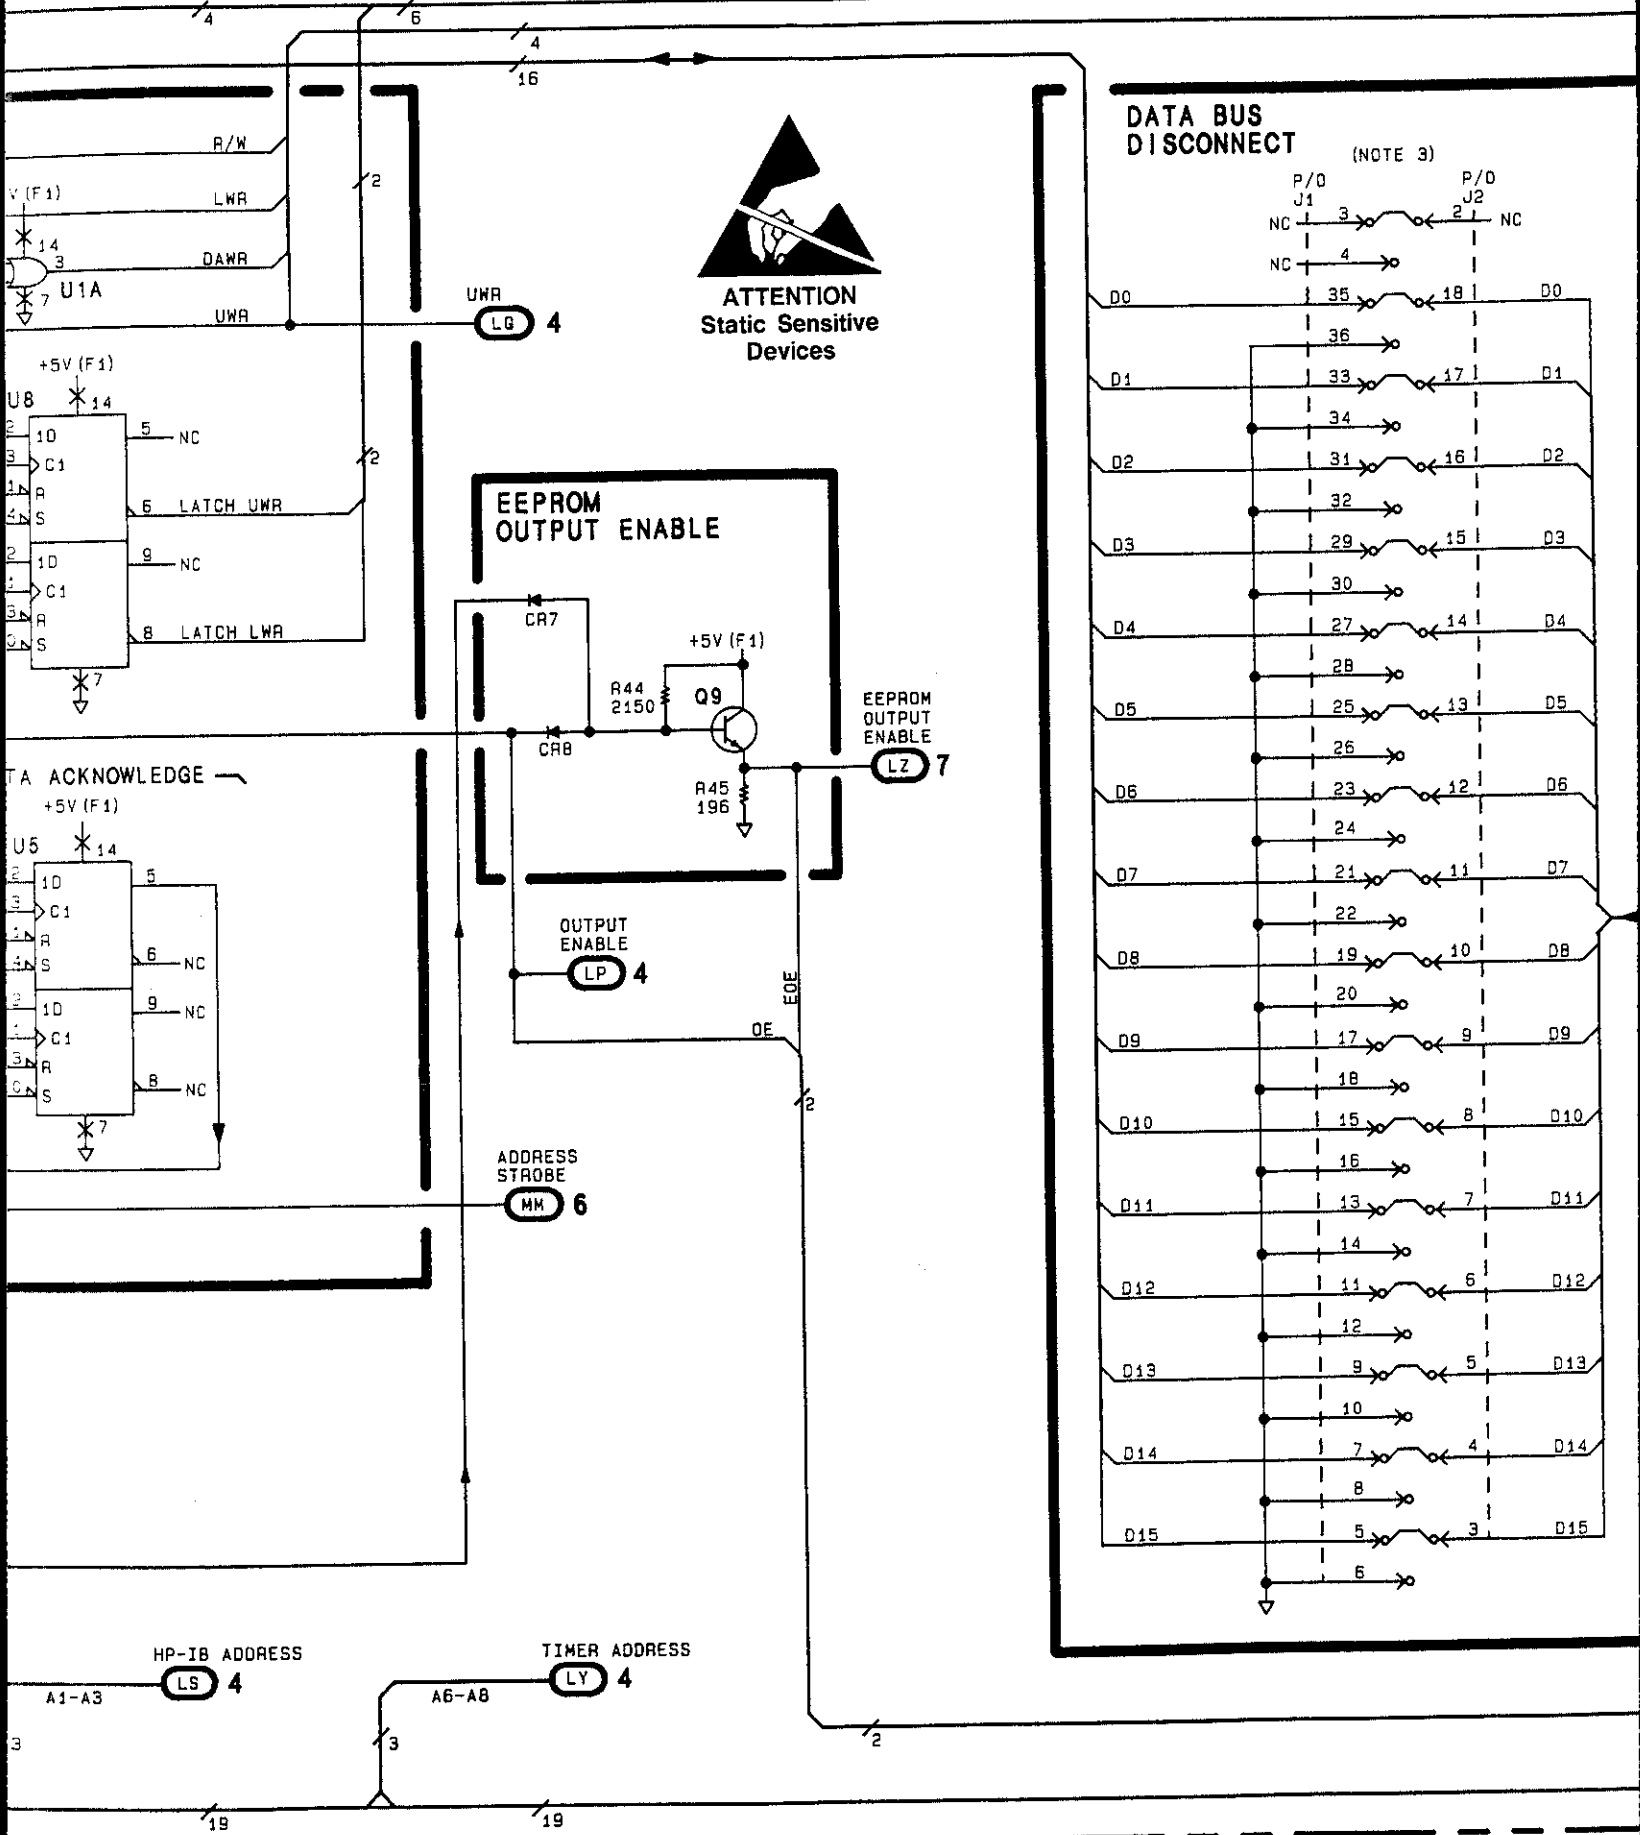 4
6
4
16
R/W
2
V (F1)
LWR
14
3
DAWR
U1A
7
UWR
UWR
LQ 4
+5V (F1)
U8
14
1D
5
NC
C1
2
R
S
6
LATCH UWR
2
1D
9
NC
C1
R
S
8
LATCH LWR
7
TA ACKNOWLEDGE
+5V (F1)
U5
14
2
1D
5
3
C1
R
S
6
NC
1D
9
NC
C1
3
R
S
8
NC
7
ATTENTION
Static Sensitive
Devices
EEPROM
OUTPUT ENABLE
CR7
+5V (F1)
R44
2150
Q9
CR8
R45
196
EEPROM
OUTPUT
ENABLE
LZ 7
OUTPUT
ENABLE
LP 4
EOE
OE
2
ADDRESS
STROBE
MM 6
DATA BUS
DISCONNECT
(NOTE 3)
P/O
J1
P/O
J2
NC 3 2 NC
NC 4
D0 35 18 D0
36
D1 33 17 D1
34
D2 31 16 D2
32
D3 29 15 D3
30
D4 27 14 D4
28
D5 25 13 D5
26
D6 23 12 D6
24
D7 21 11 D7
22
D8 19 10 D8
20
D9 17 9 D9
18
D10 15 8 D10
16
D11 13 7 D11
14
D12 11 6 D12
12
D13 9 5 D13
10
D14 7 4 D14
8
D15 5 3 D15
6
HP-IB ADDRESS
LS 4
A1-A3
TIMER ADDRESS
LY 4
A6-A8
3
3
2
19
19